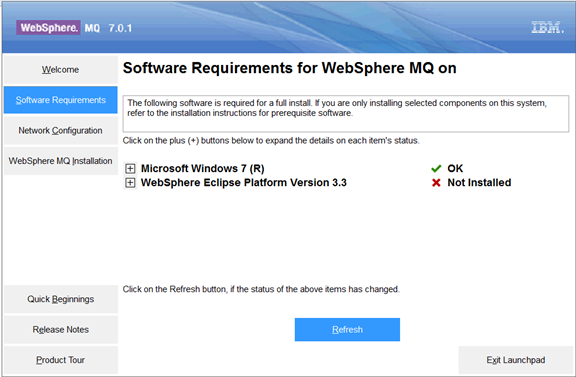 WebSphere. MQ 7.0.1
IBM.
Welcome
Software Requirements
Network Configuration
WebSphere MQ Installation
Software Requirements for WebSphere MQ on
The following software is required for a full install. If you are only installing selected components on this system,
refer to the installation instructions for prerequisite software.
Click on the plus (+) buttons below to expand the details on each item's status.
Microsoft Windows 7 (R) OK
WebSphere Eclipse Platform Version 3.3 Not Installed
Click on the Refresh button, if the status of the above items has changed.
Refresh
Quick Beginnings
Release Notes
Product Tour
Exit Launchpad